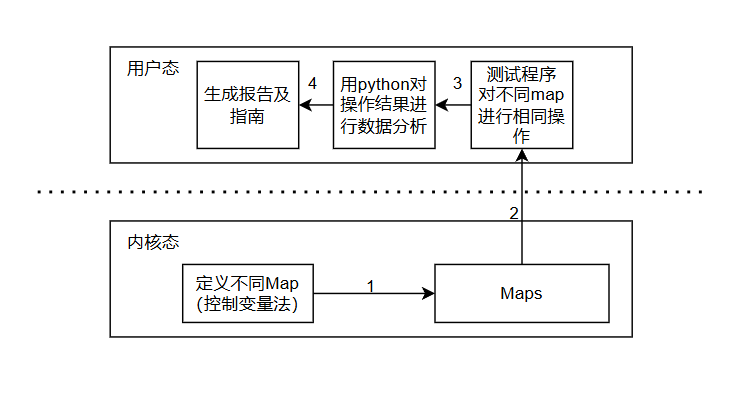 用户态
生成报告及
指南
4
用python对
操作结果进
行数据分析
3
测试程序
对不同map
进行相同操
作
2
内核态
定义不同Map
（控制变量法）
1
Maps